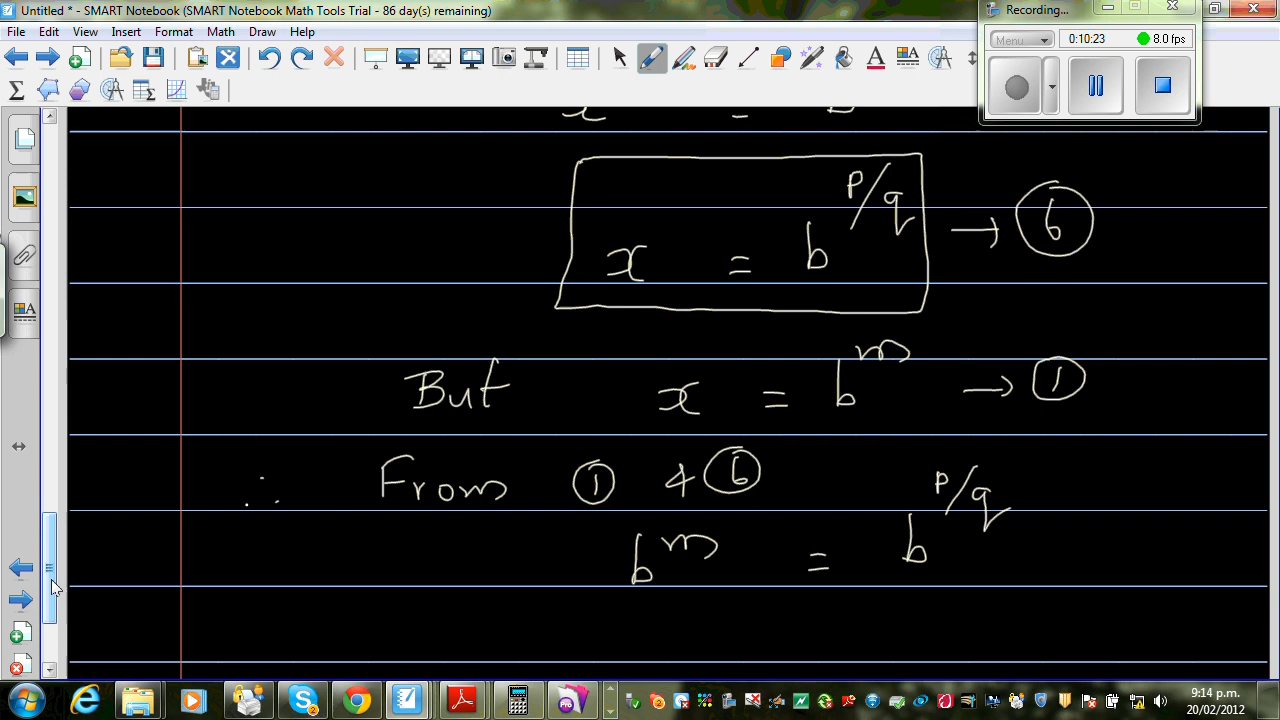 Untitled * - SMART Notebook (SMART Notebook Math Tools Trial - 86 day(s) remaining)
Recording...
File Edit View Insert Format Math Draw Help
Menu
0:10:23
8.0 fps
x = b^{p/q} → ⑥
But x = b^m → ①
∴ From ① & ⑥
b^m = b^{p/q}
9:14 p.m.
20/02/2012